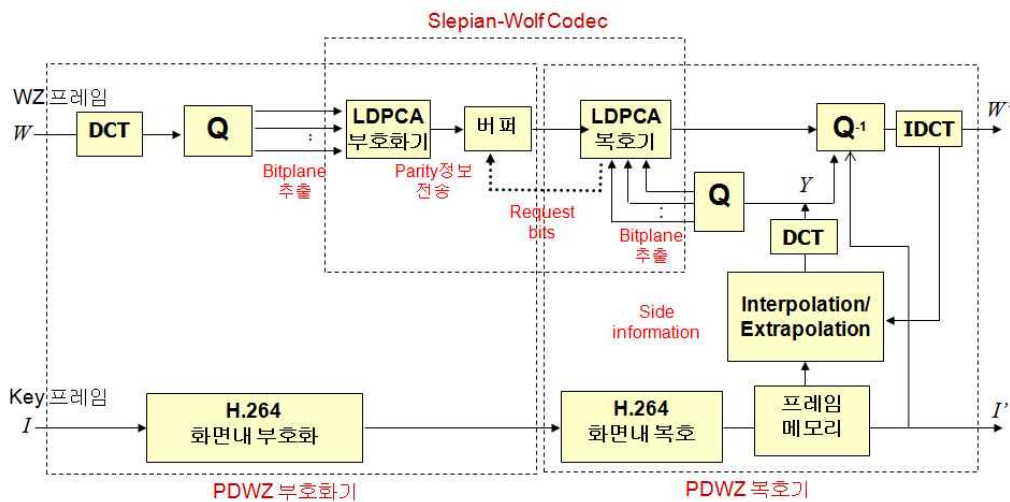 Slepian-Wolf Codec
WZ 프레임
W
DCT
Q
:
Bitplane
추출
LDPCA
부호화기
Parity정보
전송
버퍼
Request
bits
LDPCA
복호기
:
Bitplane
추출
Q
Y
DCT
Q-1
IDCT
W'
Side
information
Interpolation/
Extrapolation
Key 프레임
I
H.264
화면내 부호화
H.264
화면내 복호
프레임
메모리
I'
PDWZ 부호화기
PDWZ 복호기